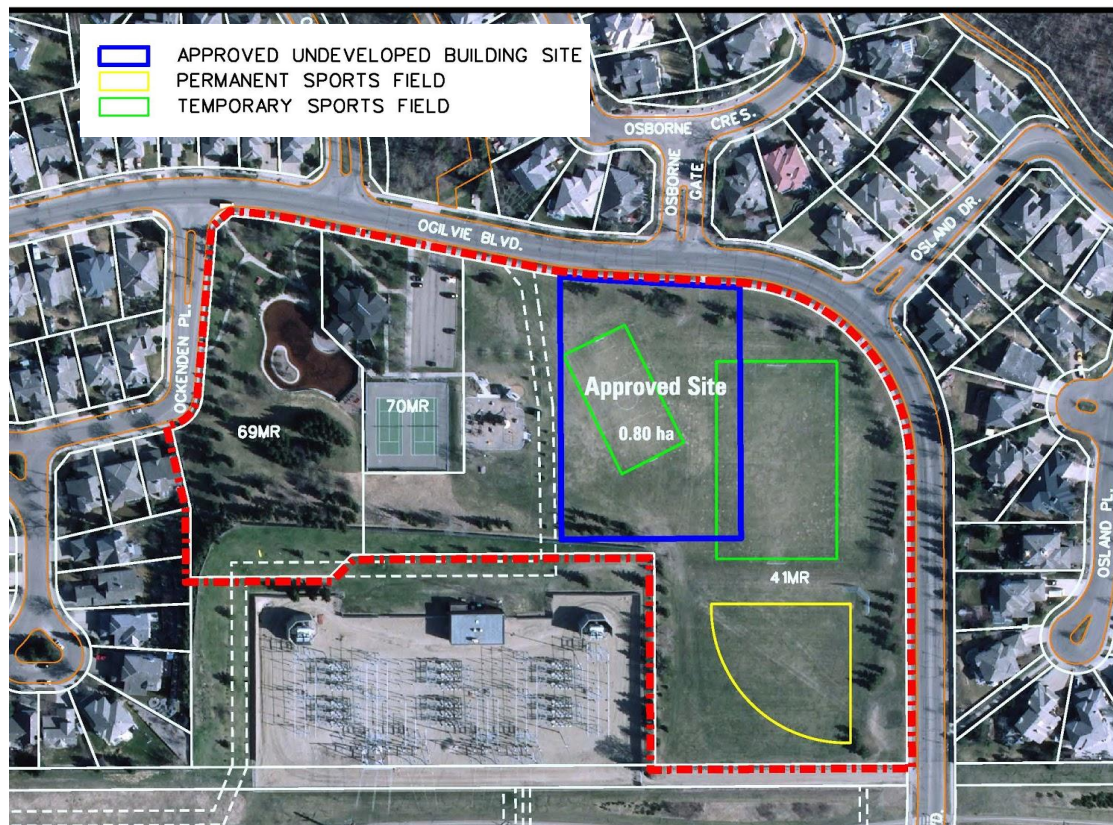 APPROVED UNDEVELOPED BUILDING SITE
PERMANENT SPORTS FIELD
TEMPORARY SPORTS FIELD
OSBORNE CRES.
OSBORNE
GATE.
OGILVIE BLVD.
OSLAND DR.
OCKENDEN PL.
Approved Site
70MR
0.80 ha
69MR
OSLAND PL.
41MR